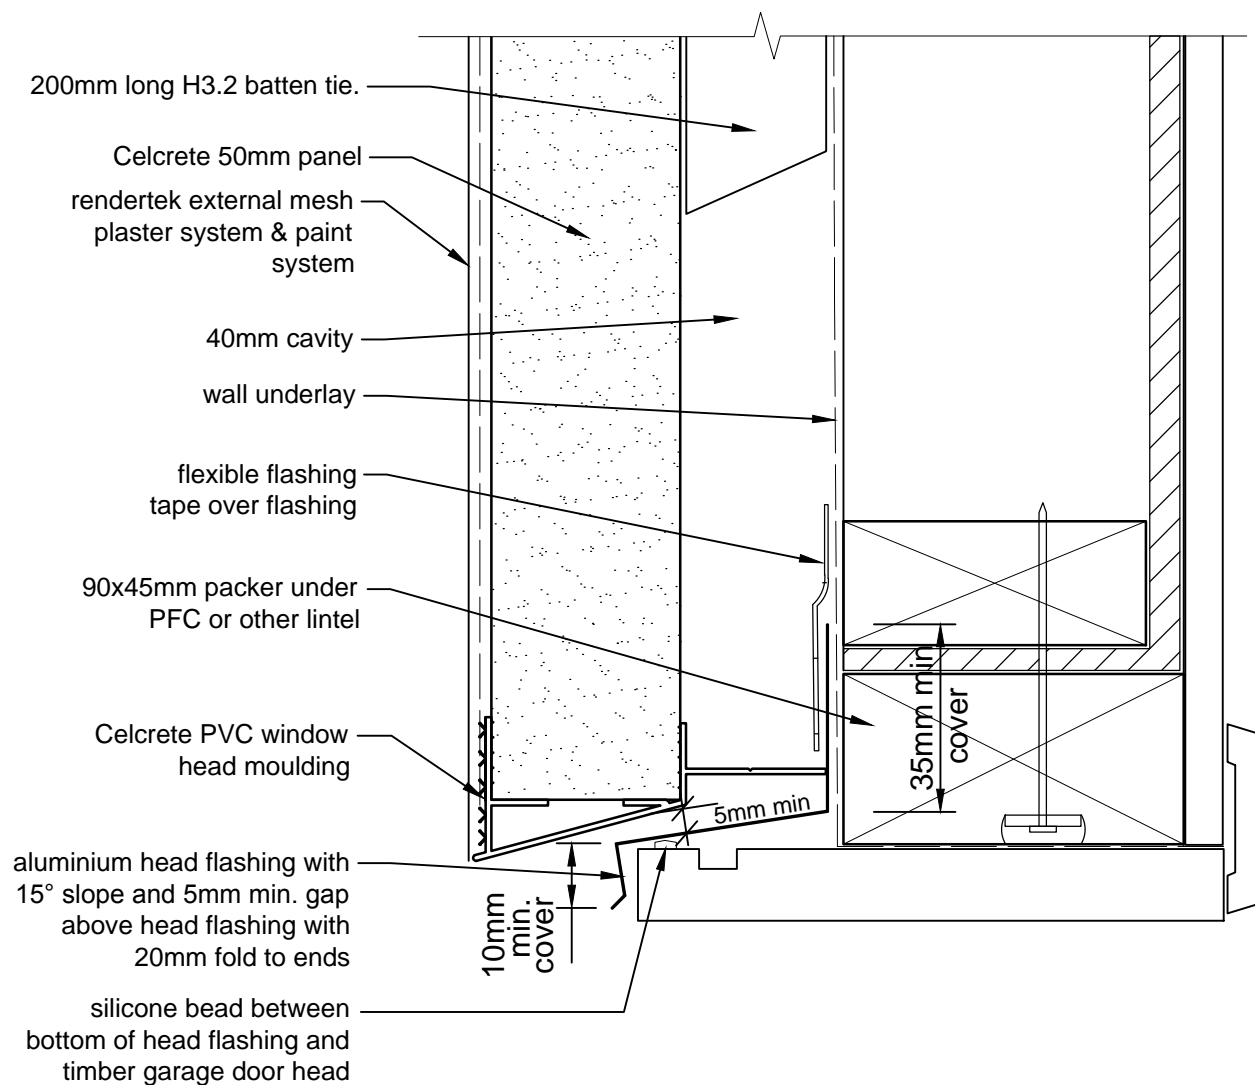 200mm long H3.2 batten tie.
Celcrete 50mm panel
rendertek external mesh
plaster system & paint
system
40mm cavity
wall underlay
flexible flashing
tape over flashing
90x45mm packer under
PFC or other lintel
35mm min
cover
Celcrete PVC window
head moulding
5mm min
aluminium head flashing with
15° slope and 5mm min. gap
above head flashing with
20mm fold to ends
10mm
min.
cover
silicone bead between
bottom of head flashing and
timber garage door head